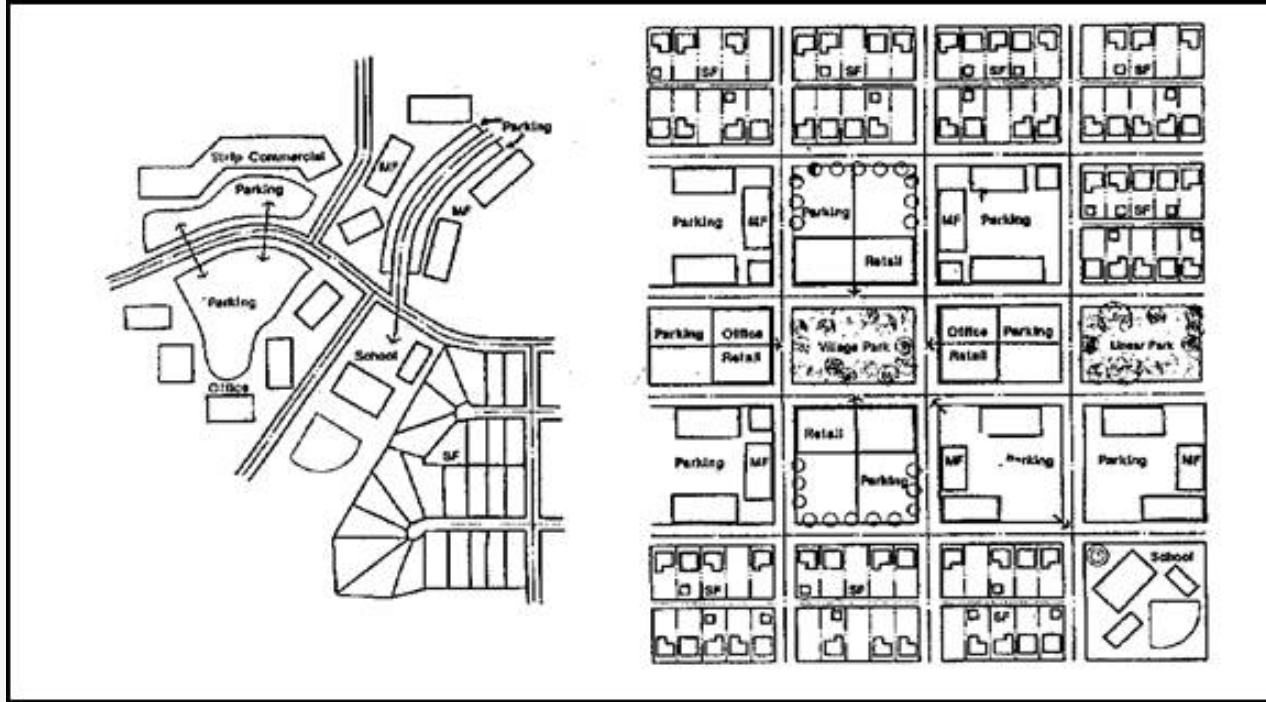 Strip Commercial
Parking
Parking
MF
MF
Parking
Office
School
SF
SF
SF
SF
SF
Parking
MF
Parking
Retail
MF
Parking
SF
Parking
Office
Retail
Village Park
Office
Parking
Retail
Linear Park
Parking
MF
Retail
Parking
MF
Parking
Parking
MF
SF
SF
SF
School